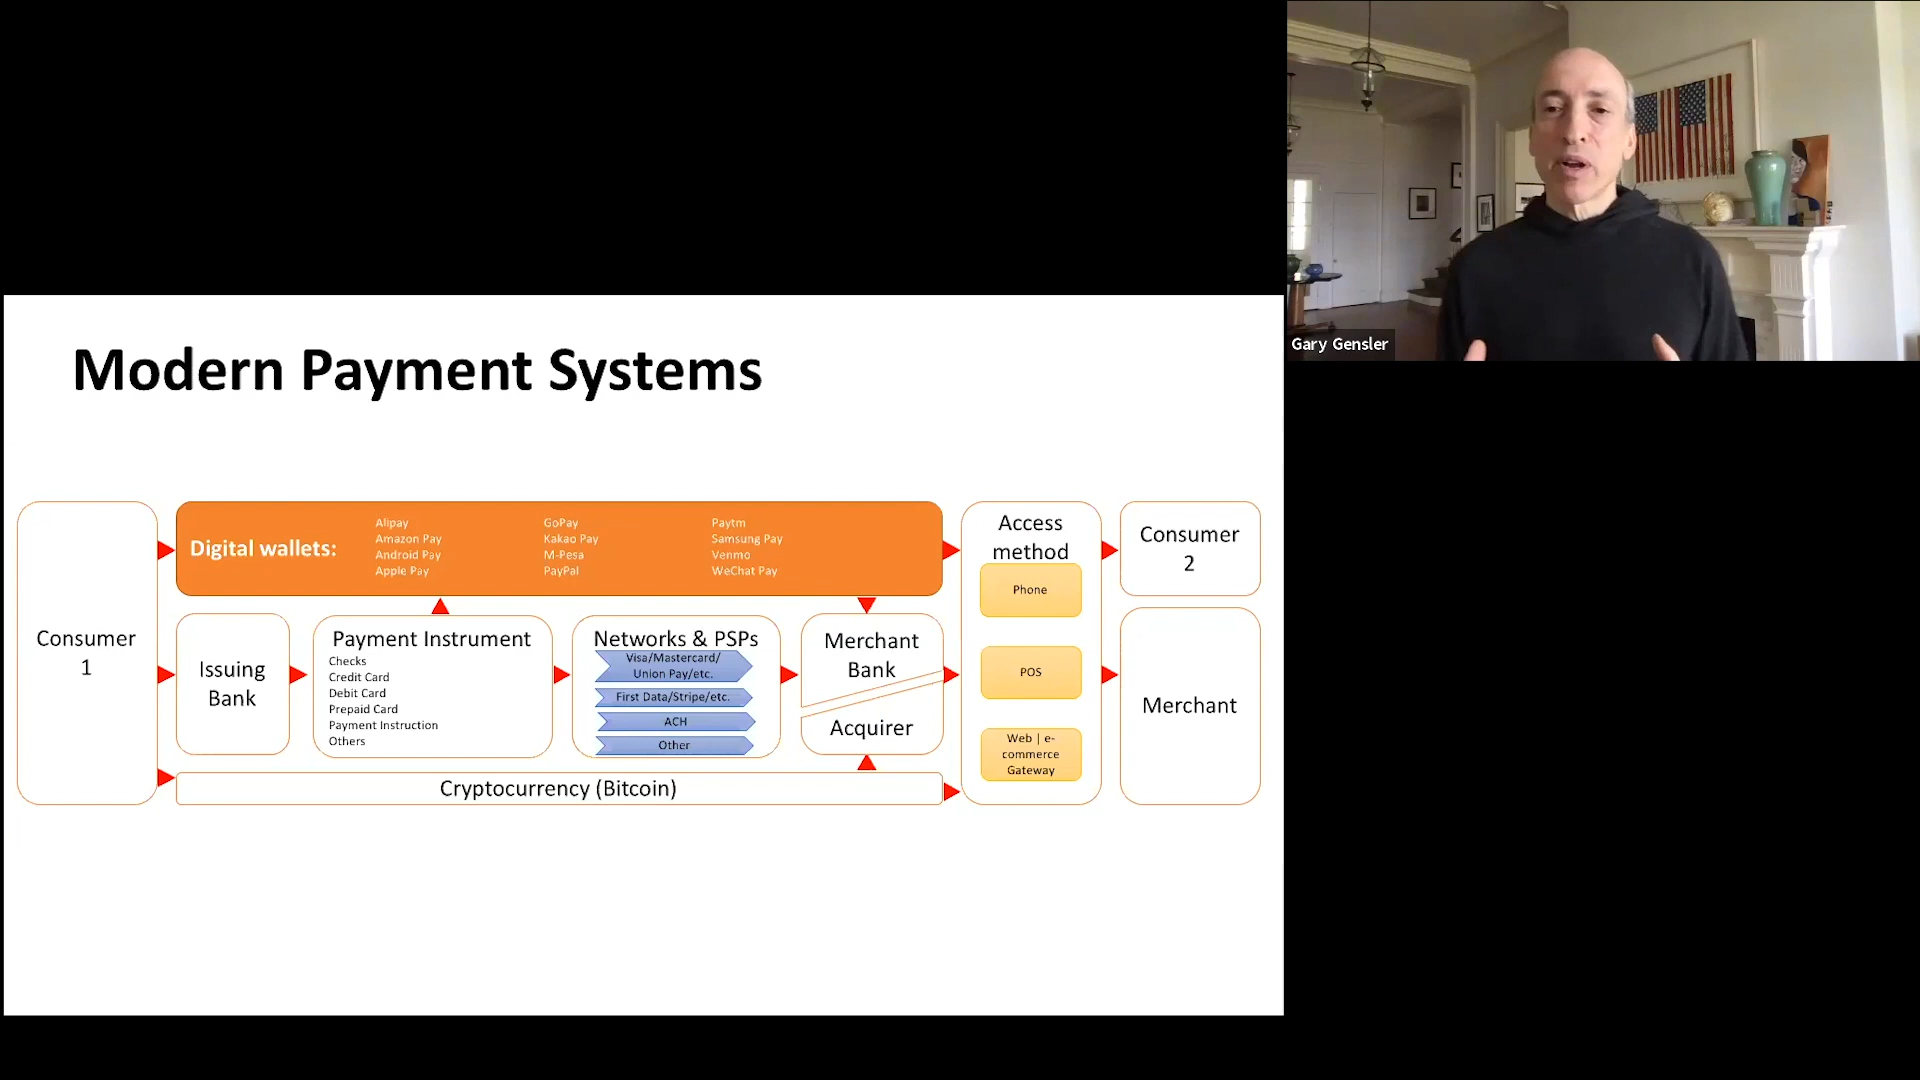 Gary Gensler
Modern Payment Systems
Consumer
1
Digital wallets:
Alipay
Amazon Pay
Android Pay
Apple Pay
GoPay
Kakao Pay
M-Pesa
PayPal
Paytm
Samsung Pay
Venmo
WeChat Pay
Issuing
Bank
Payment Instrument
Checks
Credit Card
Debit Card
Prepaid Card
Payment Instruction
Others
Networks & PSPs
Visa/Mastercard/
Union Pay/etc.
First Data/Stripe/etc.
ACH
Other
Merchant
Bank
Acquirer
Cryptocurrency (Bitcoin)
Access
method
Phone
POS
Web | e-
commerce
Gateway
Consumer
2
Merchant